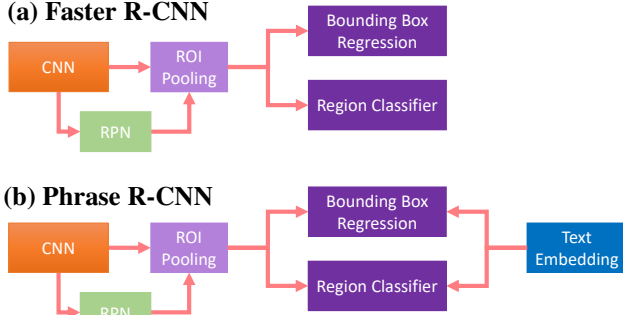 (a) Faster R-CNN
CNN
ROI
Pooling
RPN
Bounding Box
Regression
Region Classifier
(b) Phrase R-CNN
CNN
ROI
Pooling
RPN
Bounding Box
Regression
Region Classifier
Text
Embedding